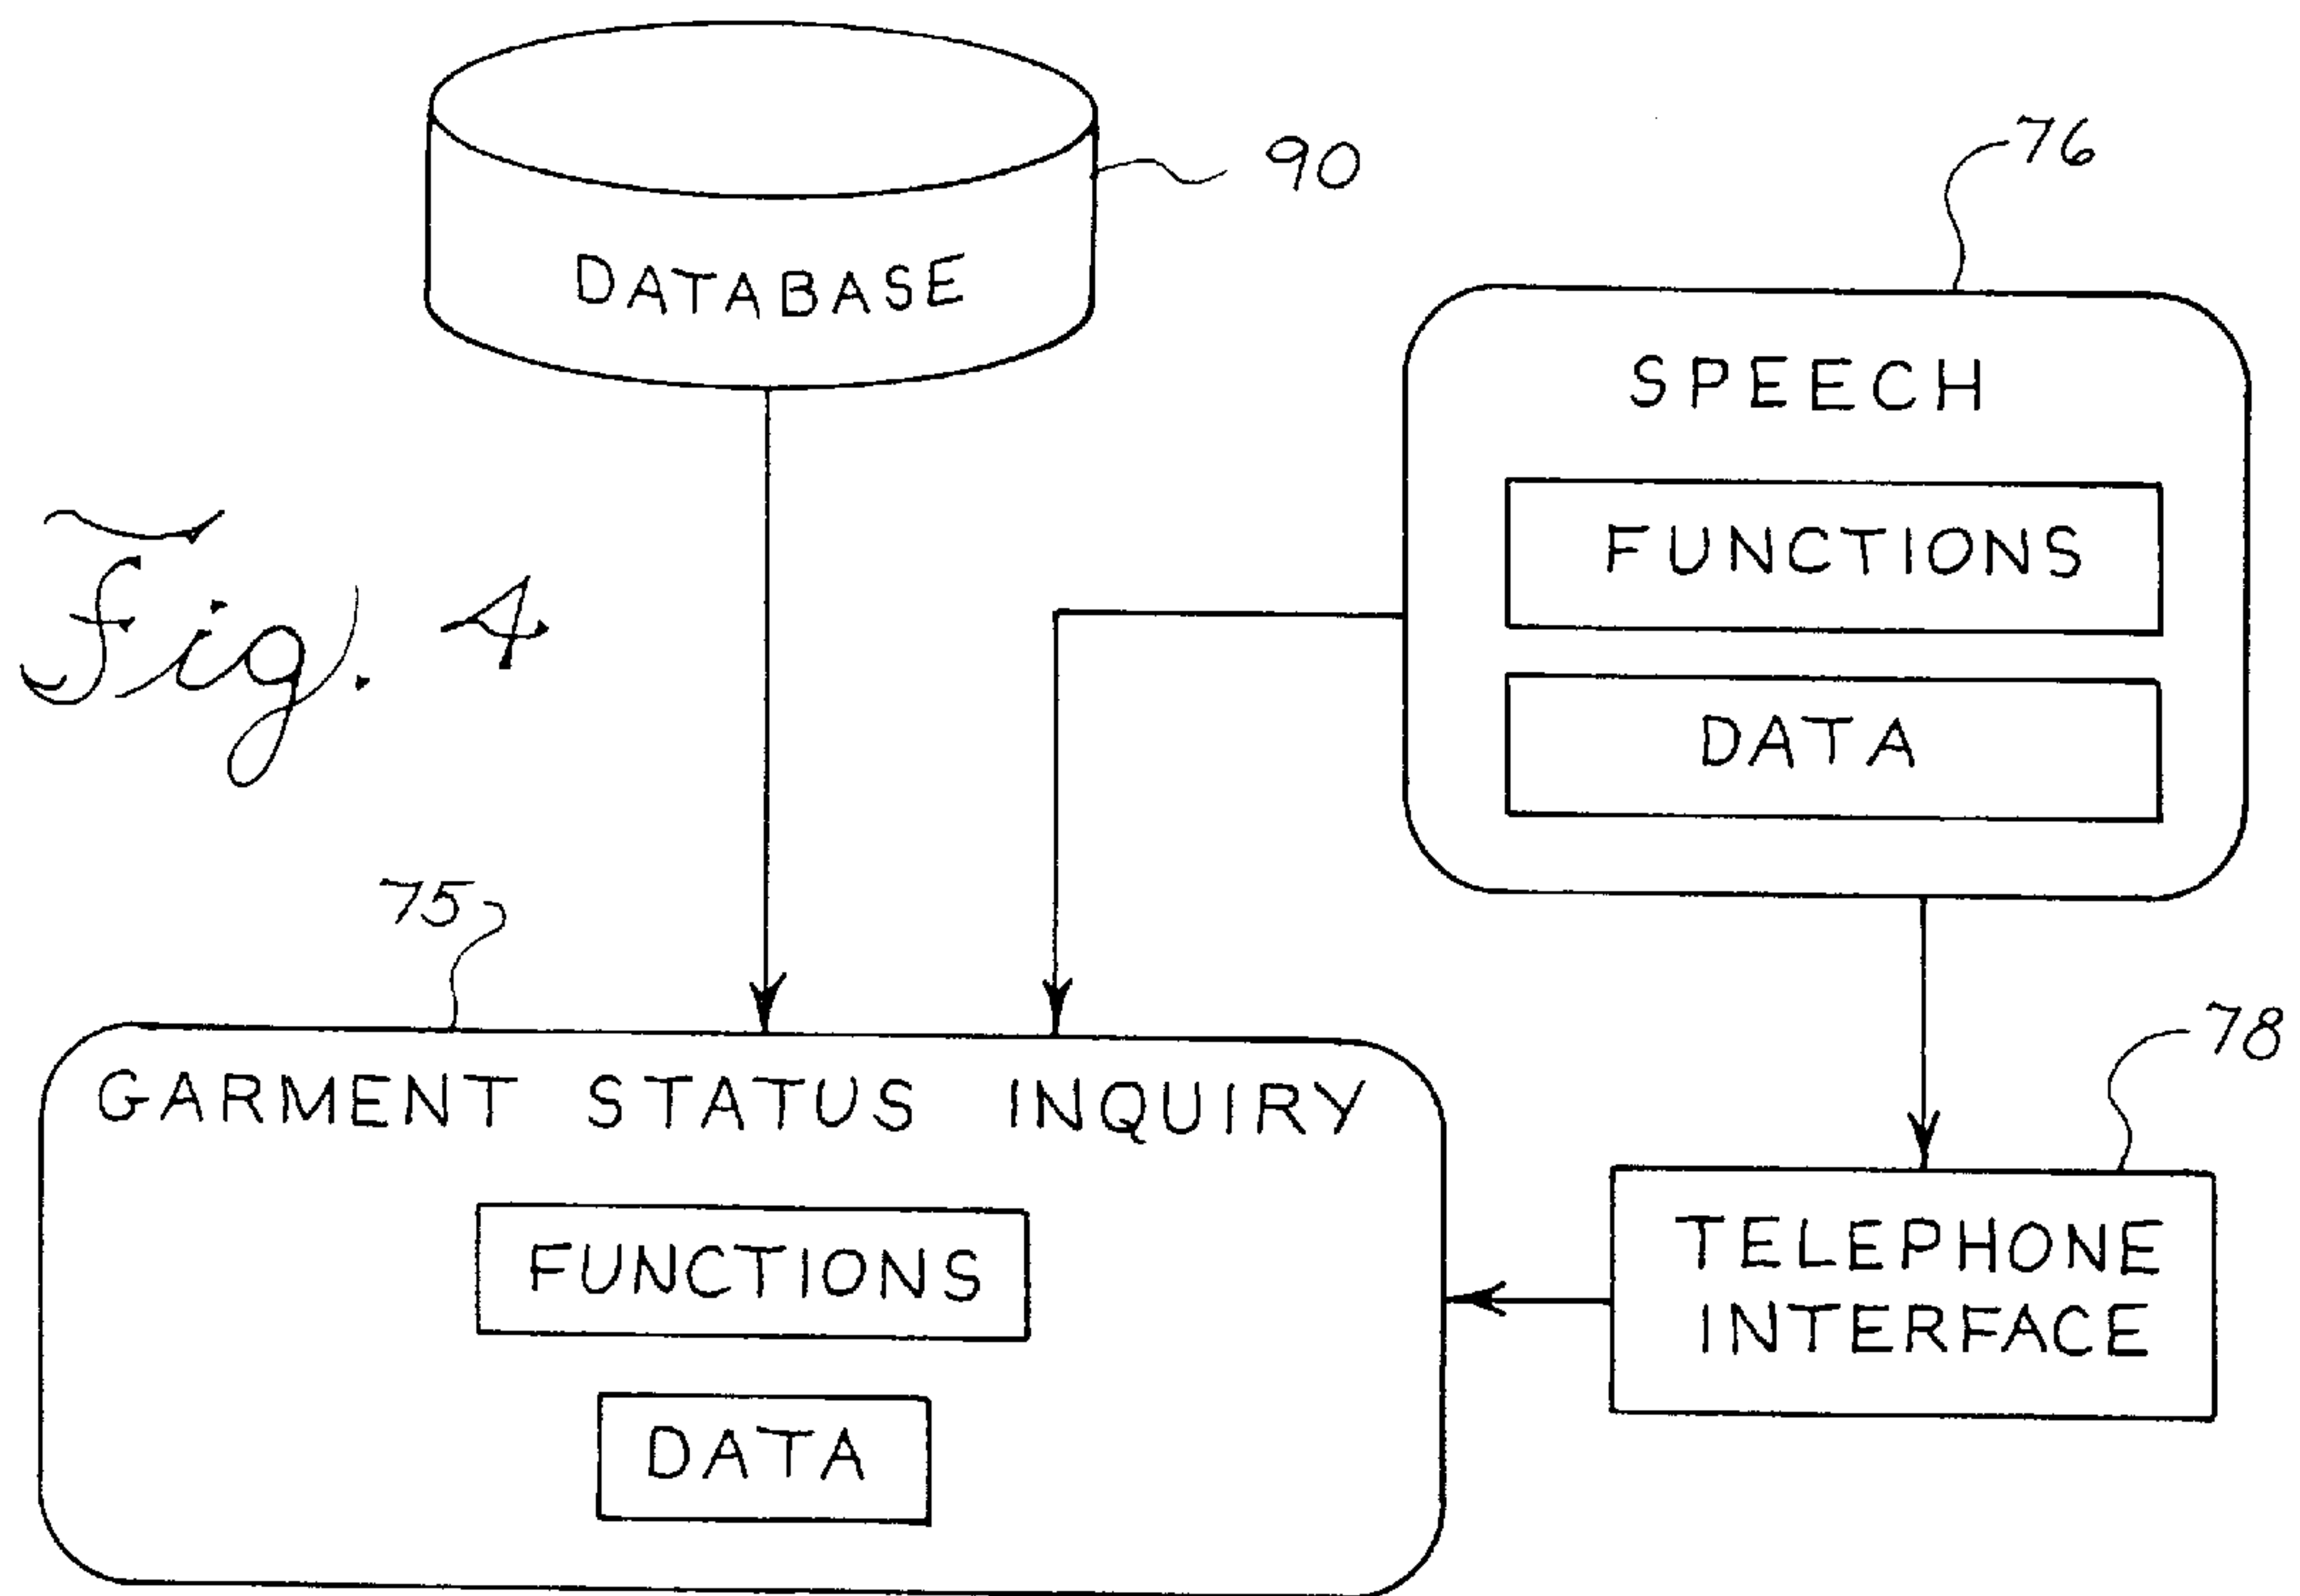 90
DATABASE
76
SPEECH
FUNCTIONS
DATA
Fig. 4
75
GARMENT STATUS INQUIRY
FUNCTIONS
DATA
78
TELEPHONE
INTERFACE